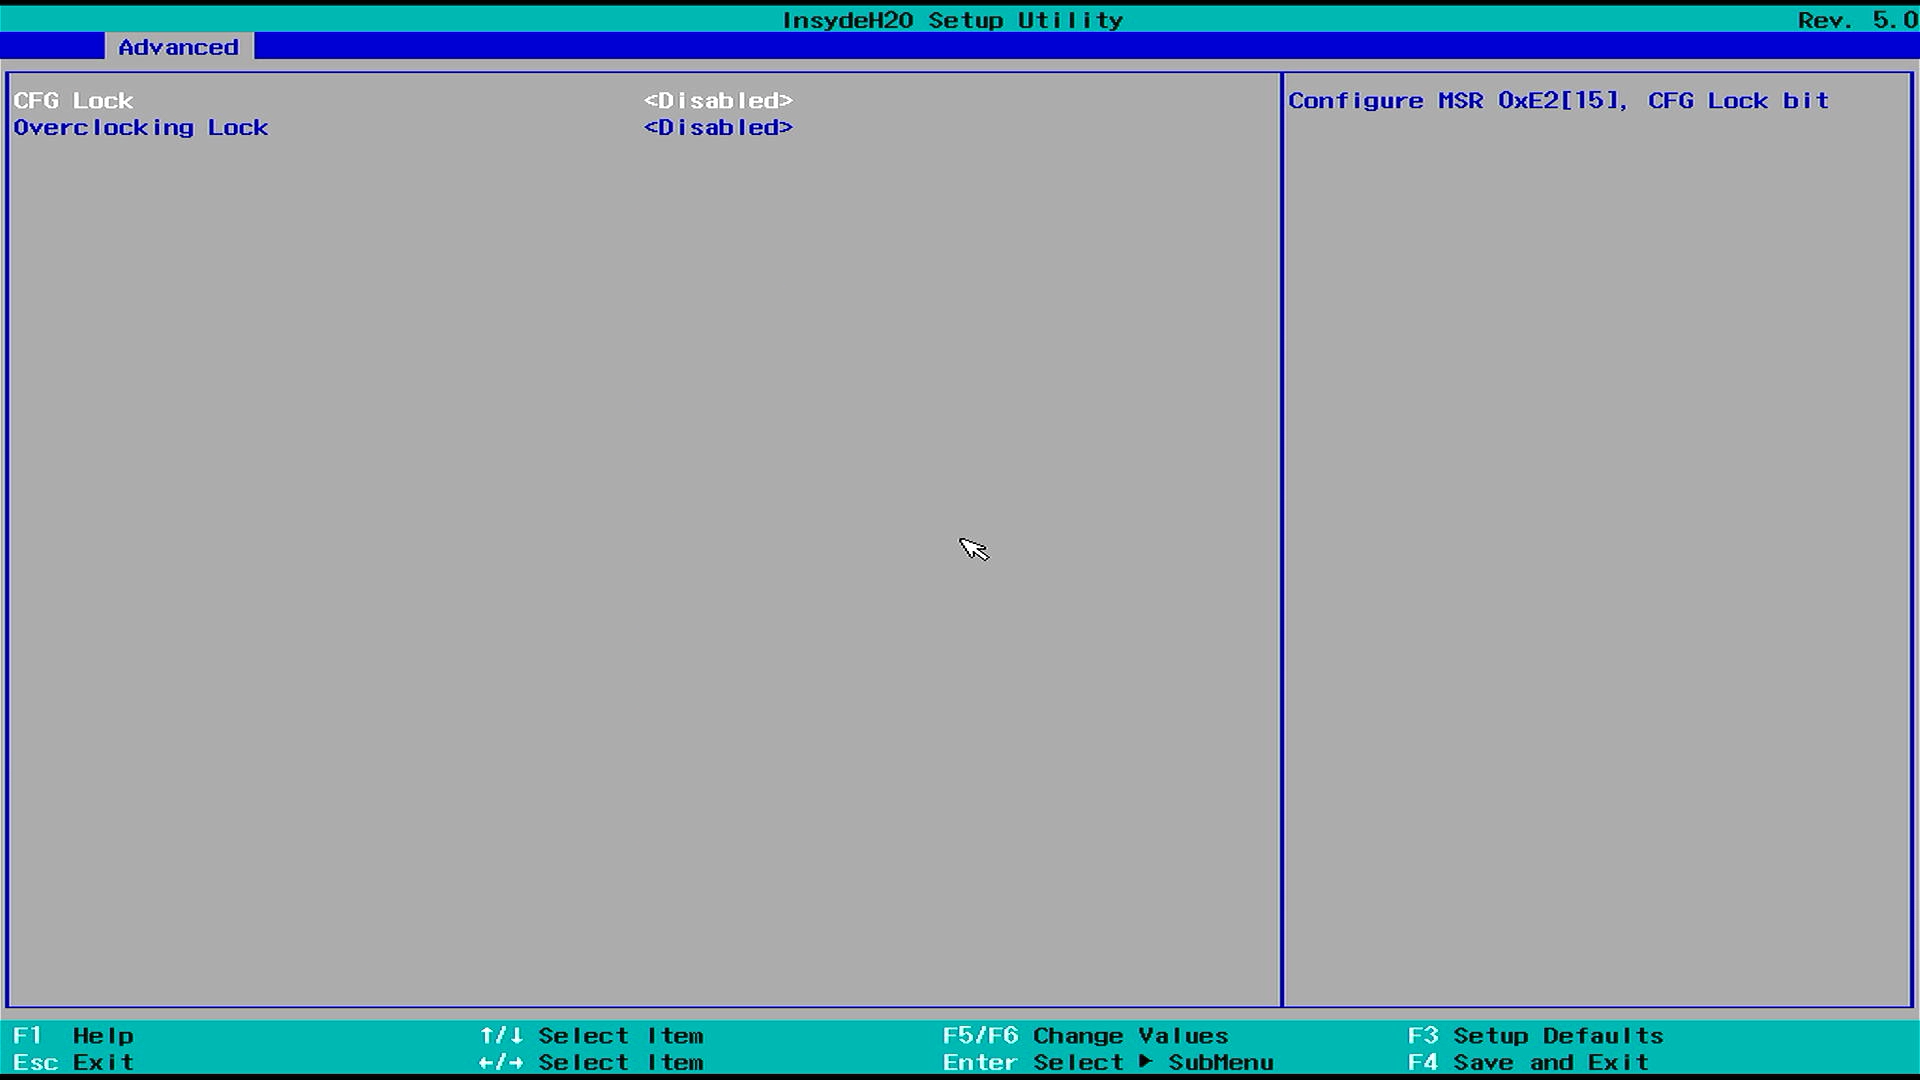 InsydeH20 Setup Utility Rev. 5.0
Advanced
CFG Lock <Disabled> Configure MSR 0xE2[15], CFG Lock bit
Overclocking Lock <Disabled>
F1 Help ↑/↓ Select Item F5/F6 Change Values F3 Setup Defaults
Esc Exit ←/→ Select Item Enter Select ▶ SubMenu F4 Save and Exit